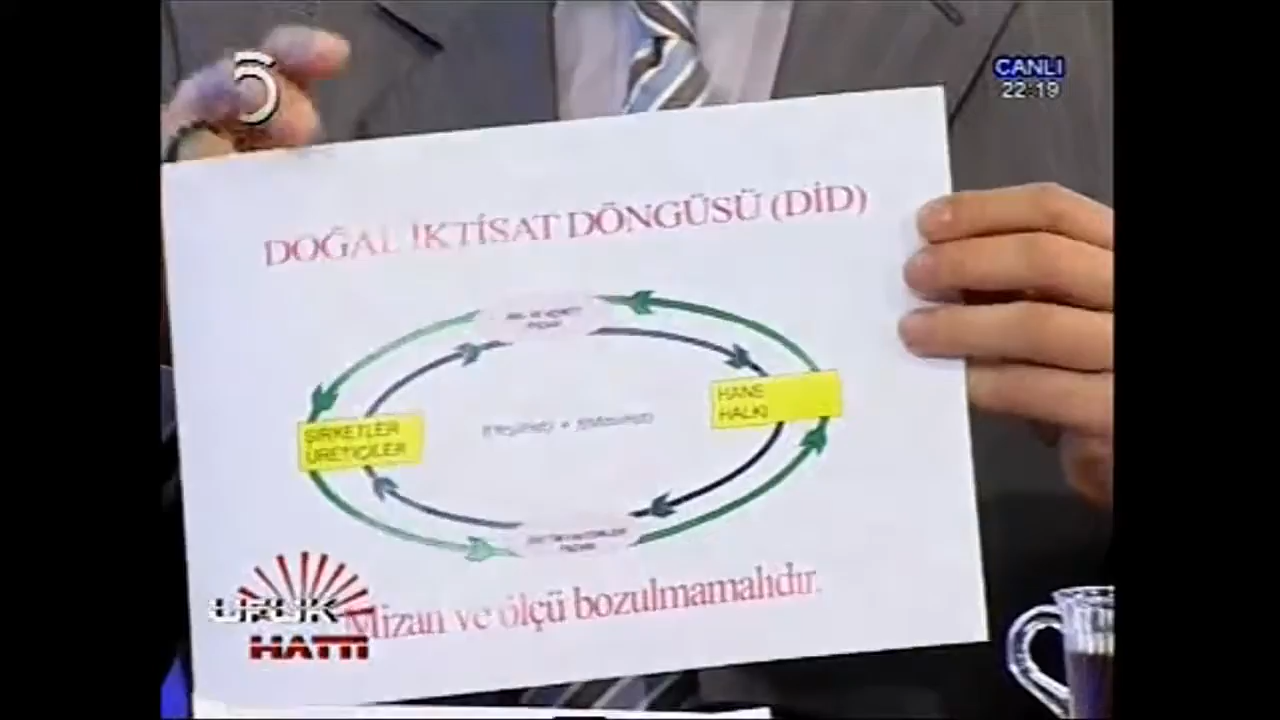 5
CANLI
22:19
DOĞAL İKTİSAT DÖNGÜSÜ (DİD)
HANE
HALKI
ŞİRKETLER
ÜRETİCİLER
PAZARI
Mizan ve ölçü bozulmamalıdır.
UFUK
HATTI